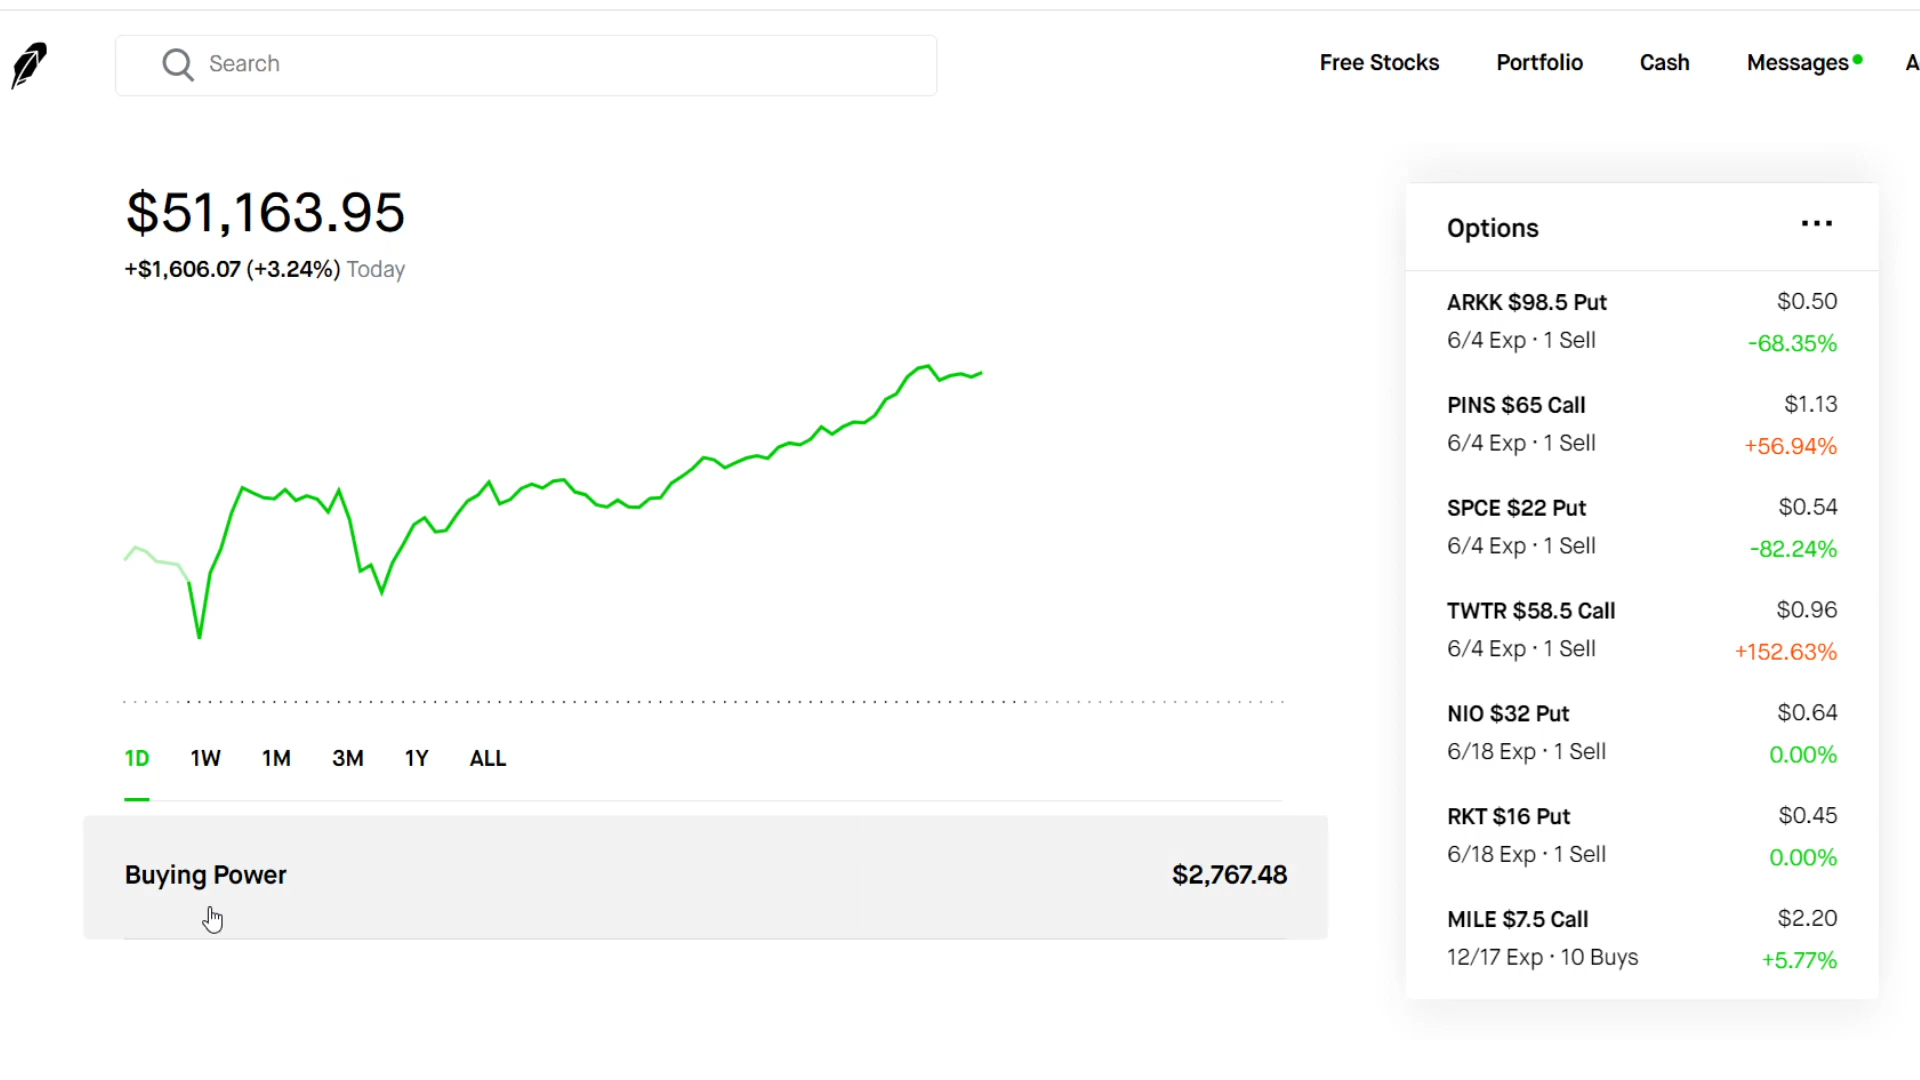 Search
Free Stocks
Portfolio
Cash
Messages
$51,163.95
+$1,606.07 (+3.24%) Today
1D
1W
1M
3M
1Y
ALL
Buying Power
$2,767.48
Options
ARKK $98.5 Put
$0.50
6/4 Exp · 1 Sell
-68.35%
PINS $65 Call
$1.13
6/4 Exp · 1 Sell
+56.94%
SPCE $22 Put
$0.54
6/4 Exp · 1 Sell
-82.24%
TWTR $58.5 Call
$0.96
6/4 Exp · 1 Sell
+152.63%
NIO $32 Put
$0.64
6/18 Exp · 1 Sell
0.00%
RKT $16 Put
$0.45
6/18 Exp · 1 Sell
0.00%
MILE $7.5 Call
$2.20
12/17 Exp · 10 Buys
+5.77%